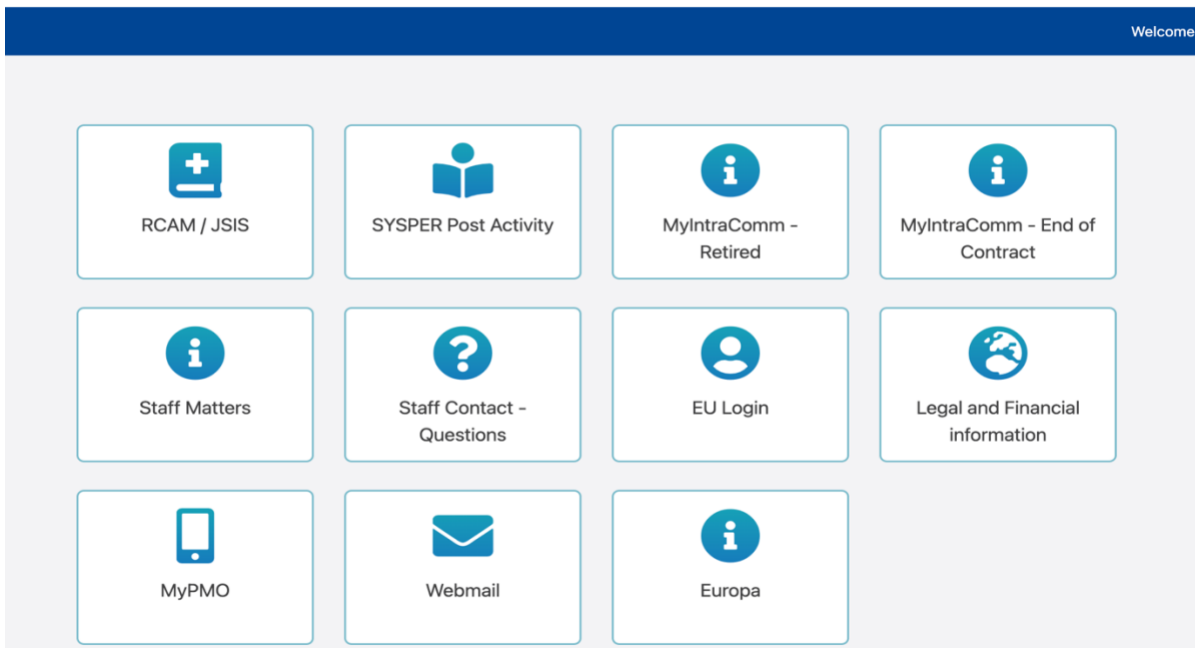 Welcome
RCAM / JSIS
SYSPER Post Activity
MyIntraComm -
Retired
MyIntraComm - End of
Contract
Staff Matters
Staff Contact -
Questions
EU Login
Legal and Financial
information
MyPMO
Webmail
Europa